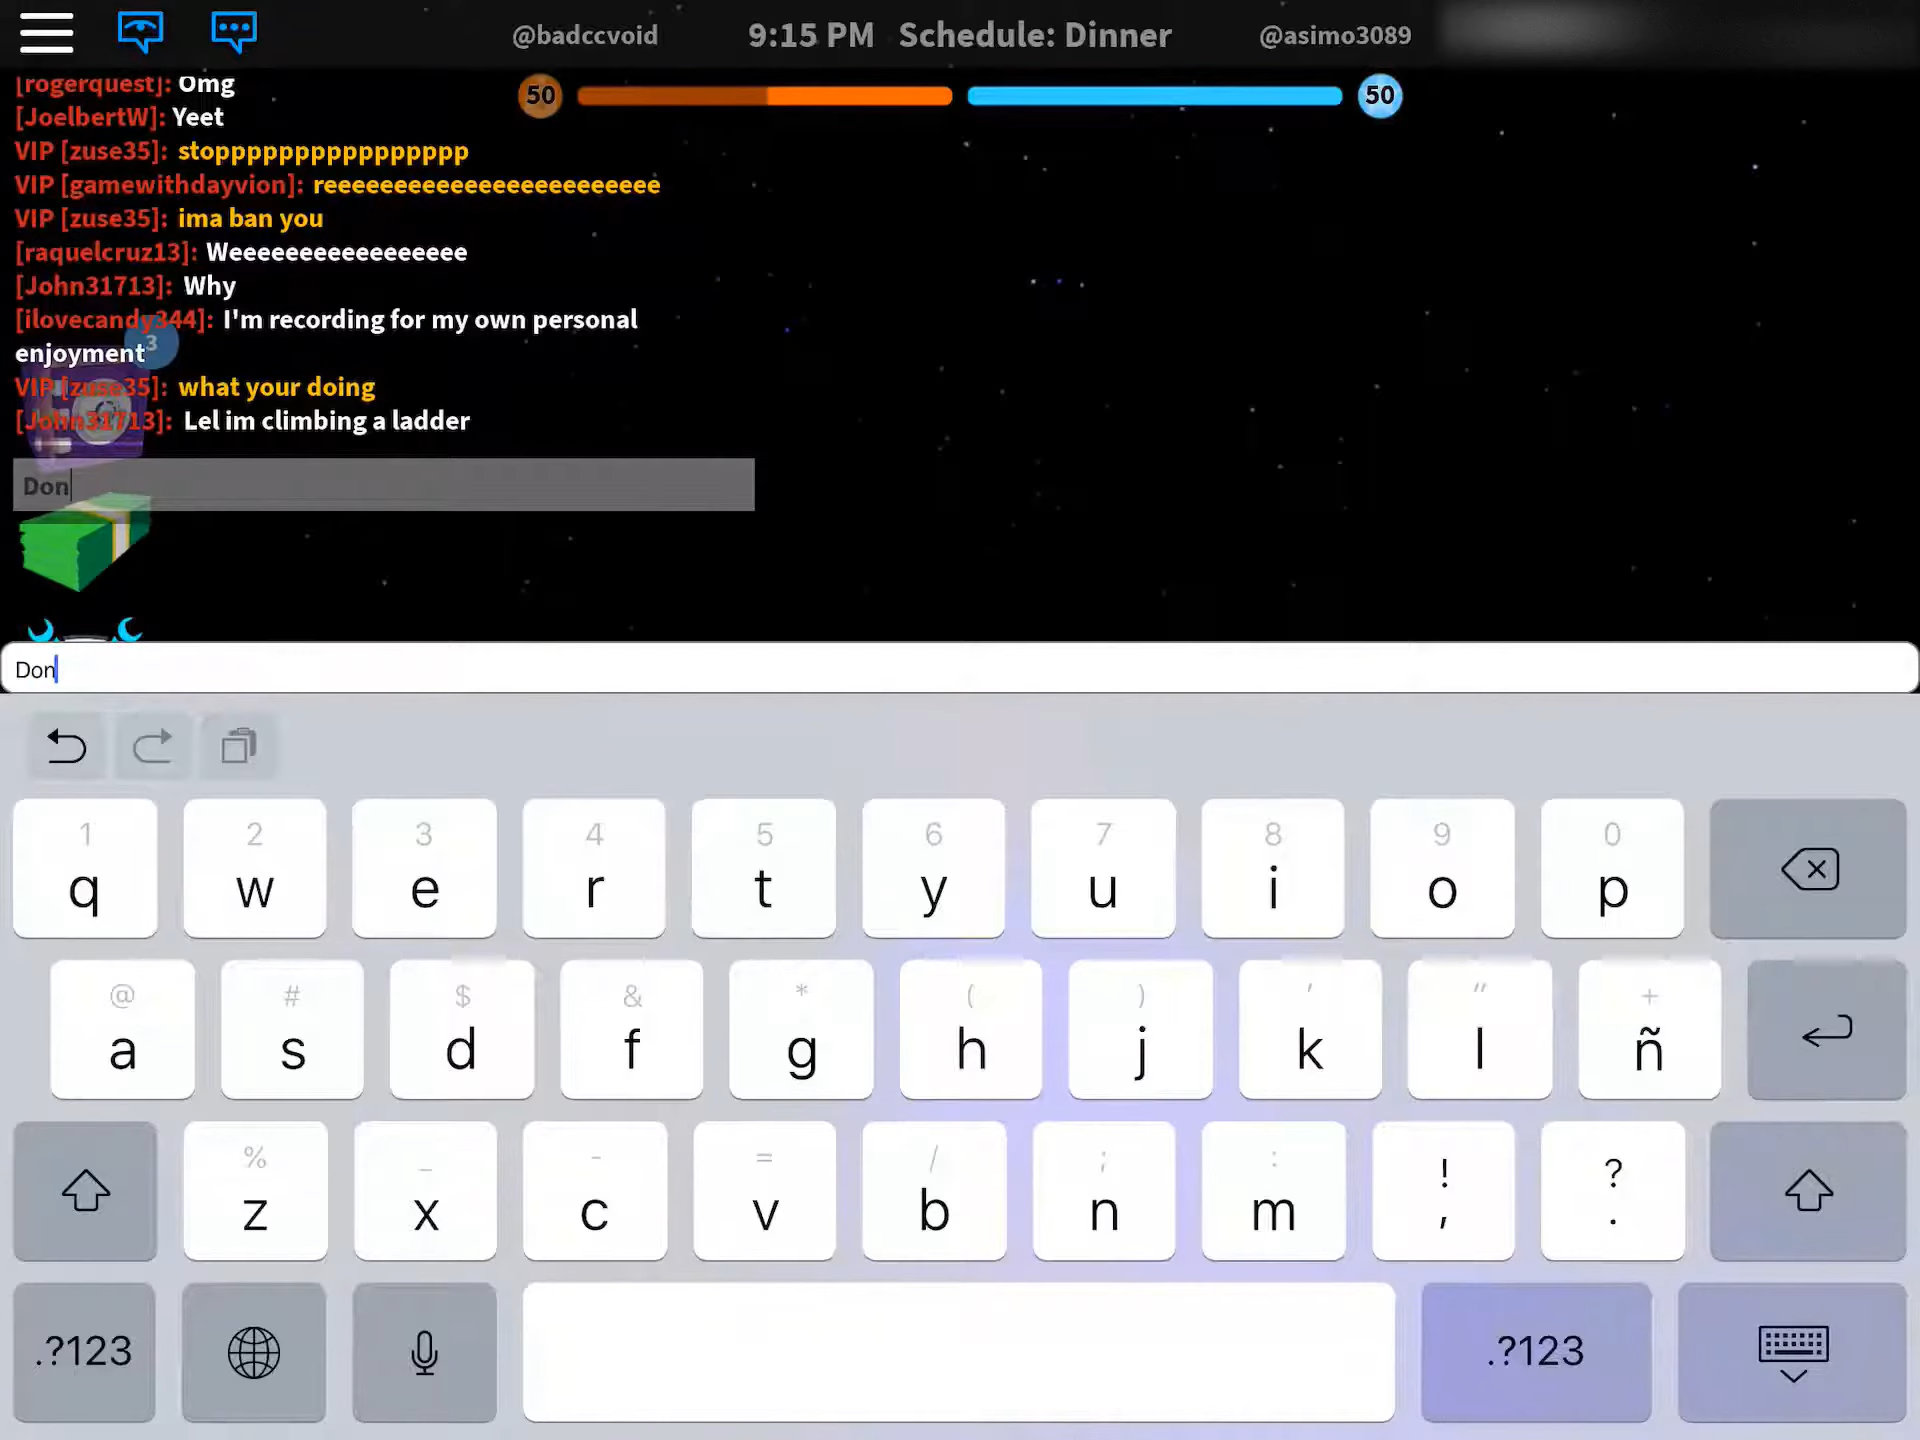 @badccvoid 9:15 PM Schedule: Dinner @asimo3089
50 50
[rogerquest]: Omg
[JoelbertW]: Yeet
VIP [zuse35]: stopppppppppppppppp
VIP [gamewithdayvion]: reeeeeeeeeeeeeeeeeeeeeeee
VIP [zuse35]: ima ban you
[raquelcruz13]: Weeeeeeeeeeeeeeeee
[John31713]: Why
[ilovecandy344]: I'm recording for my own personal
enjoyment 3
VIP [zuse35]: what your doing
[John31713]: Lel im climbing a ladder
Don
Don
1 2 3 4 5 6 7 8 9 0
q w e r t y u i o p
@ # $ & * ( ) ' " +
a s d f g h j k l ñ
% _ - = / ; : ! ?
z x c v b n m , .
.?123 .?123